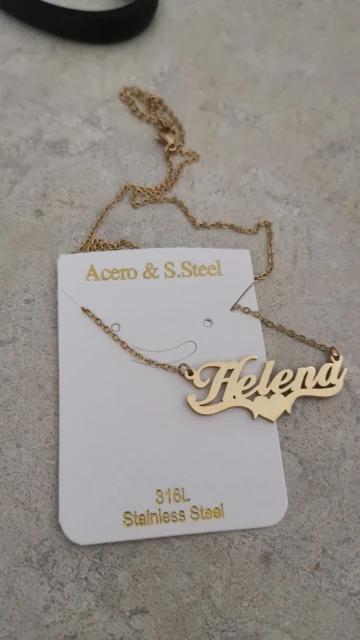 Acero & S.Steel
Helena
316L
Stainless Steel